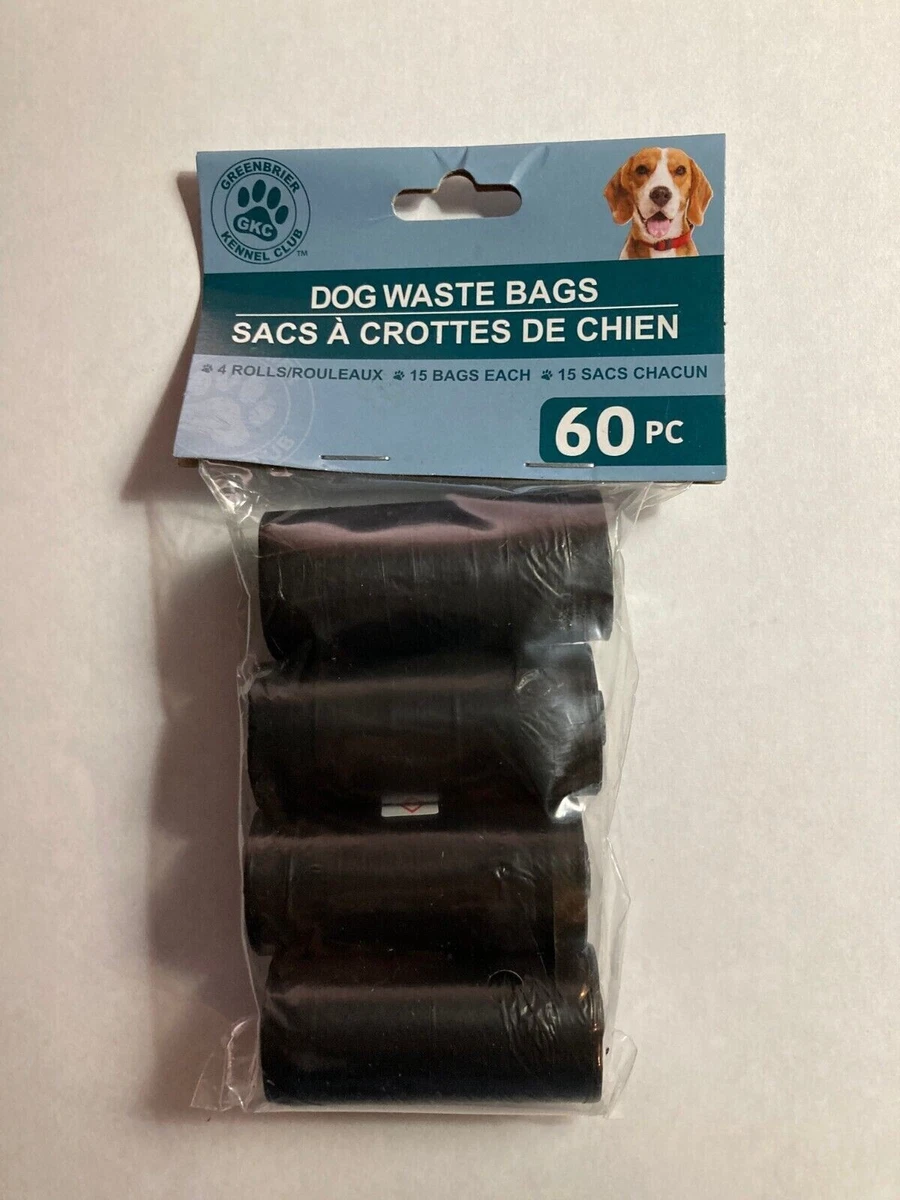 GREENBRIER
GKC
KENNEL CLUB
TM
DOG WASTE BAGS
SACS À CROTTES DE CHIEN
4 ROLLS/ROULEAUX 15 BAGS EACH 15 SACS CHACUN
60 PC